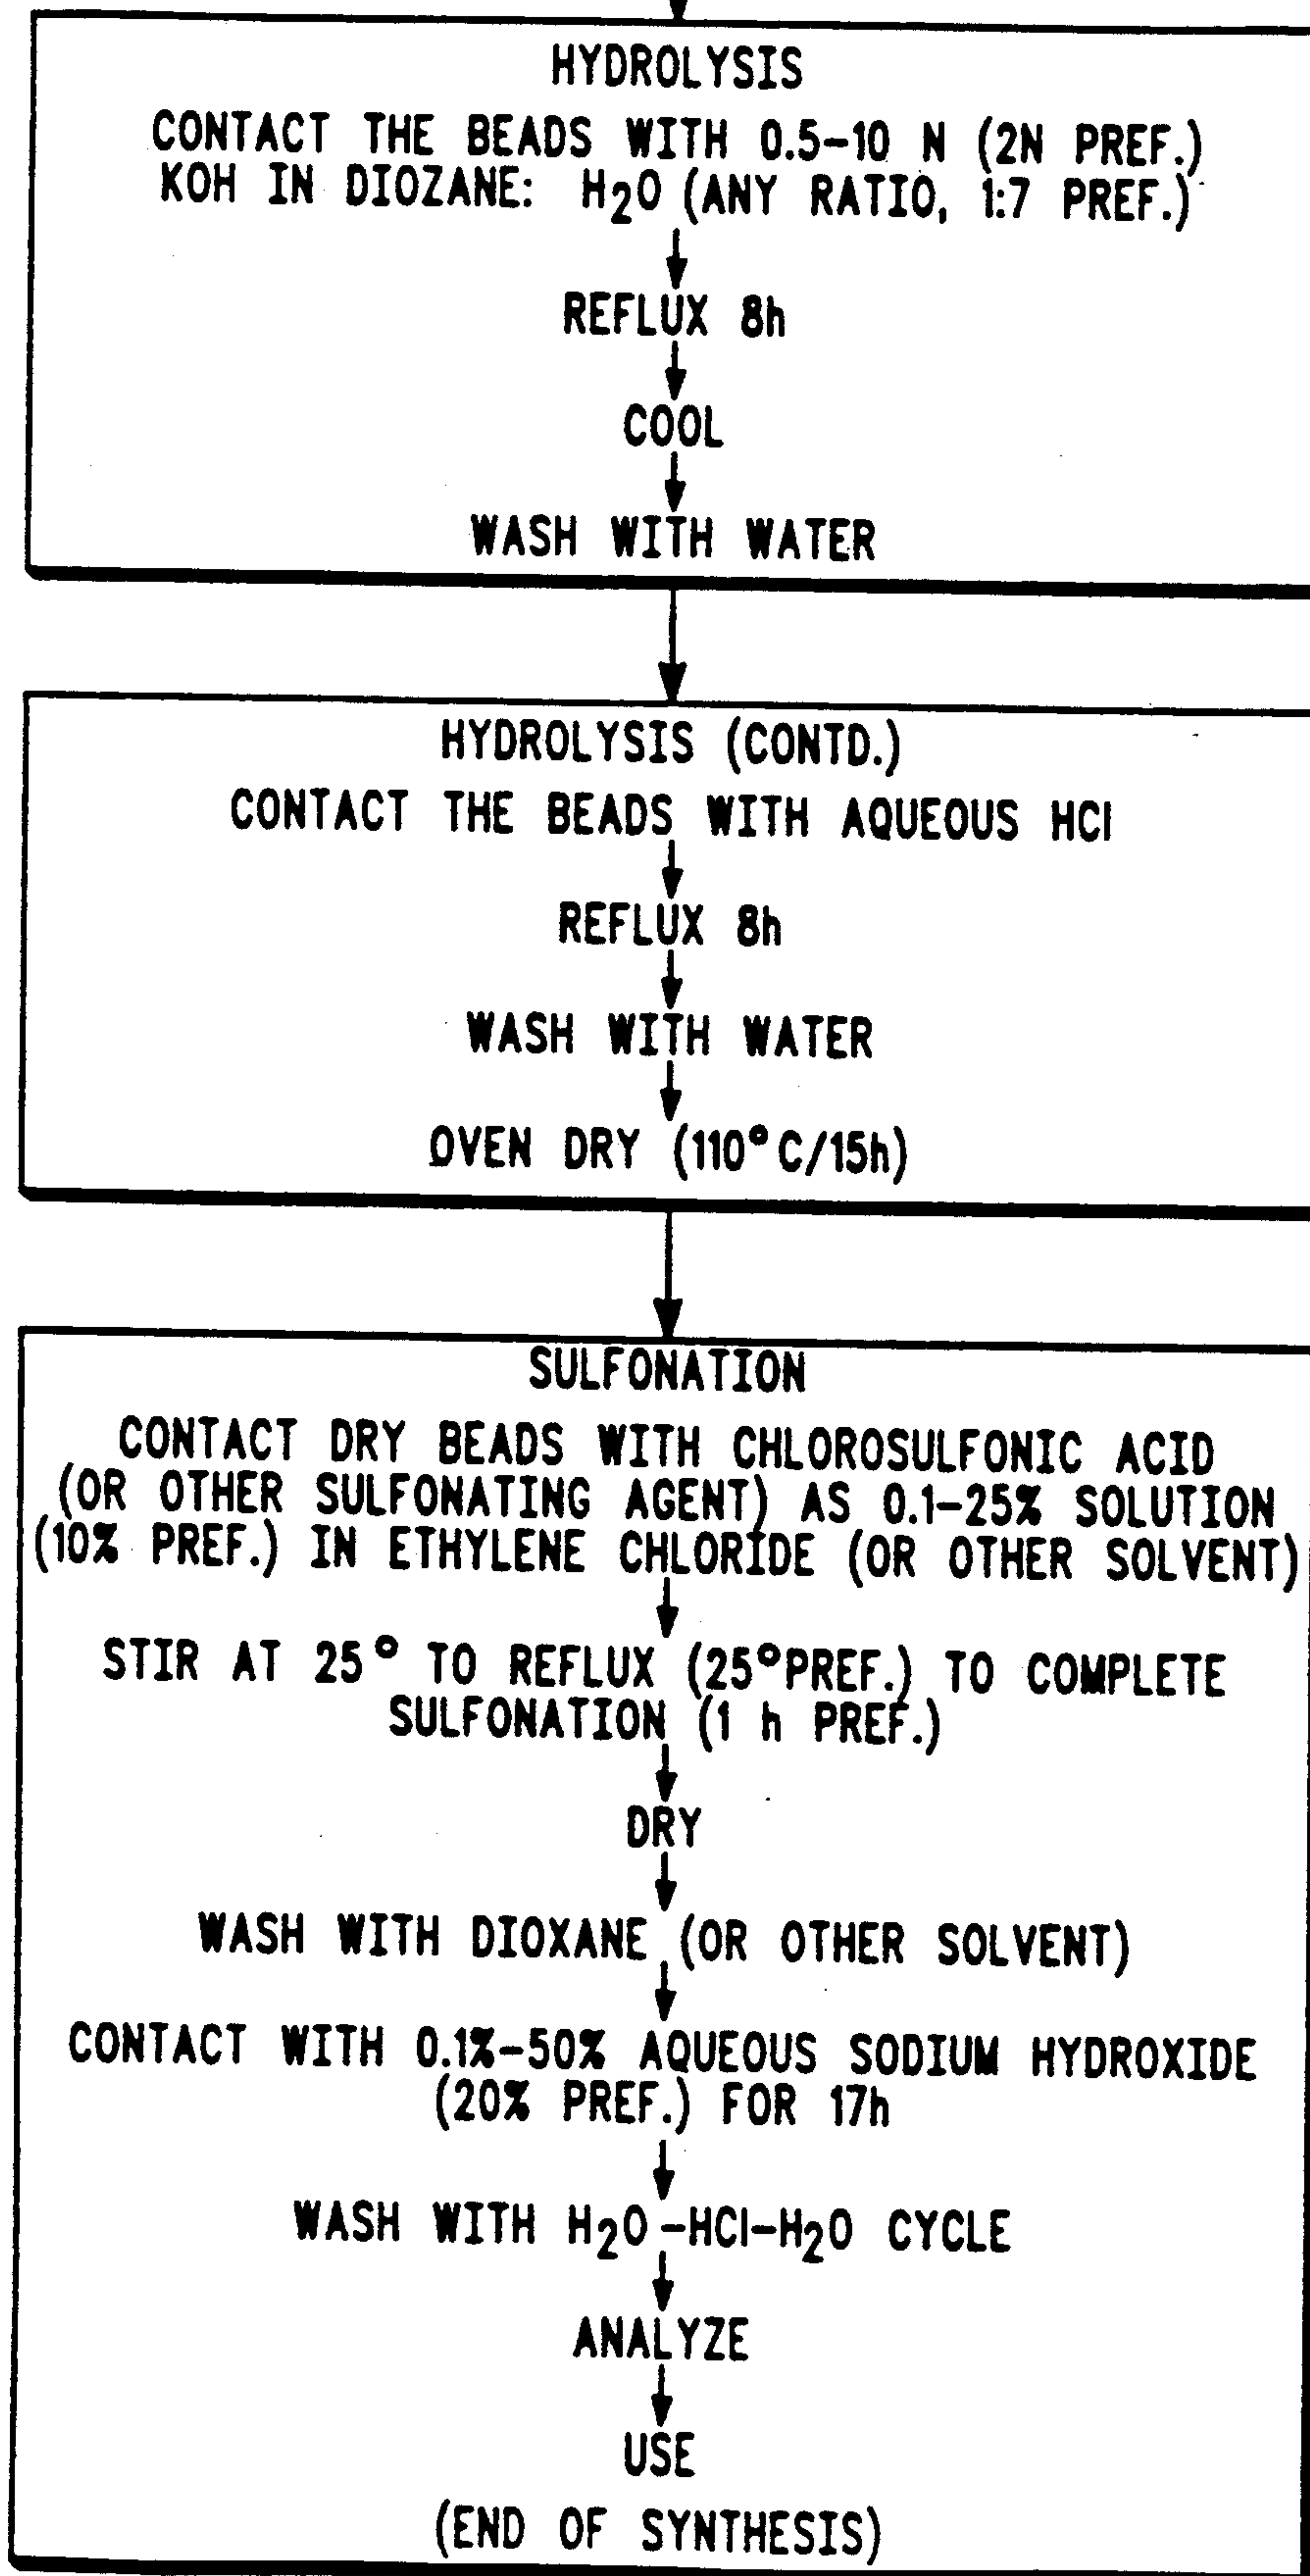 HYDROLYSIS
CONTACT THE BEADS WITH 0.5-10 N (2N PREF.)
KOH IN DIOZANE: H2O (ANY RATIO, 1:7 PREF.)
REFLUX 8h
COOL
WASH WITH WATER
HYDROLYSIS (CONTD.)
CONTACT THE BEADS WITH AQUEOUS HCl
REFLUX 8h
WASH WITH WATER
OVEN DRY (110°C/15h)
SULFONATION
CONTACT DRY BEADS WITH CHLOROSULFONIC ACID
(OR OTHER SULFONATING AGENT) AS 0.1-25% SOLUTION
(10% PREF.) IN ETHYLENE CHLORIDE (OR OTHER SOLVENT)
STIR AT 25° TO REFLUX (25°PREF.) TO COMPLETE
SULFONATION (1 h PREF.)
DRY
WASH WITH DIOXANE (OR OTHER SOLVENT)
CONTACT WITH 0.1%-50% AQUEOUS SODIUM HYDROXIDE
(20% PREF.) FOR 17h
WASH WITH H2O-HCl-H2O CYCLE
ANALYZE
USE
(END OF SYNTHESIS)